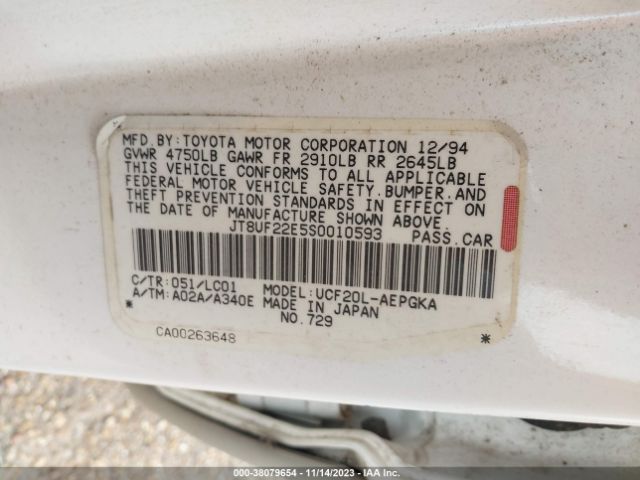 MFD.BY:TOYOTA MOTOR CORPORATION 12/94
GVWR 4750LB GAWR FR 2910LB RR 2645LB
THIS VEHICLE CONFORMS TO ALL APPLICABLE
FEDERAL MOTOR VEHICLE SAFETY.BUMPER.AND
THEFT PREVENTION STANDARDS IN EFFECT ON
THE DATE OF MANUFACTURE SHOWN ABOVE.
JT8UF22E5S0010593 PASS.CAR
C/TR:051/LC01 MODEL:UCF20L-AEPGKA
A/TM:A02A/A340E MADE IN JAPAN
* NO.729
CA00263648 *
000-38079654 - 11/14/2023 - IAA Inc.